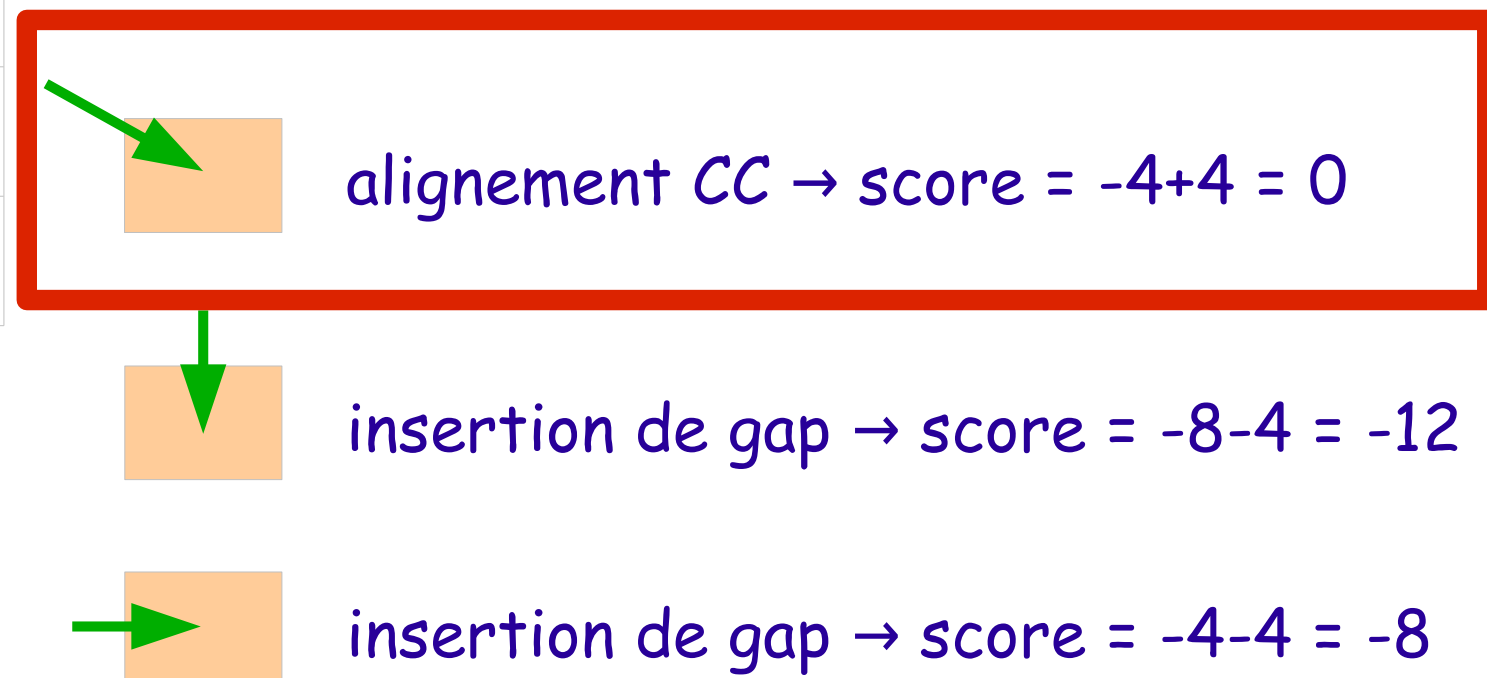 alignement CC → score = -4+4 = 0
insertion de gap → score = -8-4 = -12
insertion de gap → score = -4-4 = -8